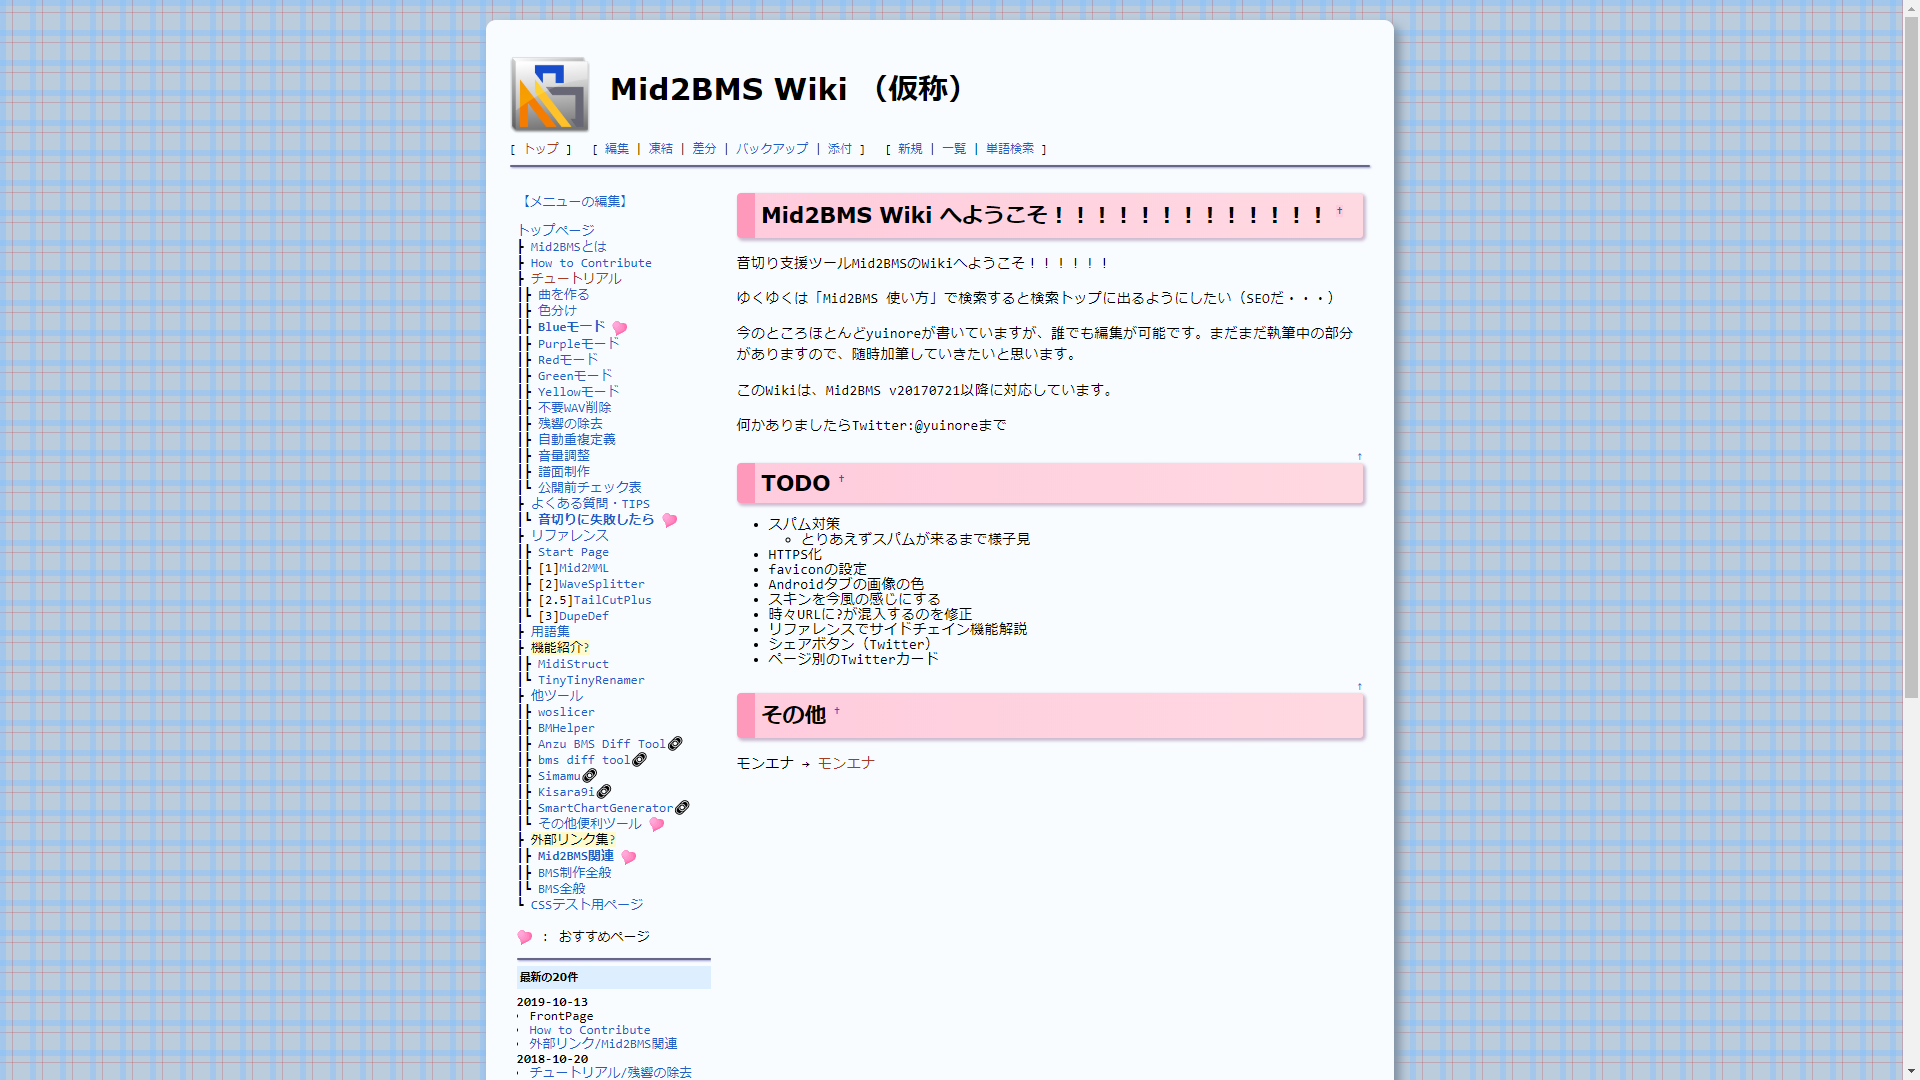 Mid2BMS Wiki （仮称）
[ トップ ] [ 編集 | 凍結 | 差分 | バックアップ | 添付 ] [ 新規 | 一覧 | 単語検索 ]
【メニューの編集】
トップページ
┣ Mid2BMSとは
┣ How to Contribute
┣ チュートリアル
┃┣ 曲を作る
┃┣ 色分け
┃┣ Blueモード
┃┣ Purpleモード
┃┣ Redモード
┃┣ Greenモード
┃┣ Yellowモード
┃┣ 不要WAV削除
┃┣ 残響の除去
┃┣ 自動重複定義
┃┣ 音量調整
┃┣ 譜面制作
┃┗ 公開前チェック表
┣ よくある質問・TIPS
┃┗ 音切りに失敗したら
┣ リファレンス
┃┣ Start Page
┃┣ [1]Mid2MML
┃┣ [2]WaveSplitter
┃┣ [2.5]TailCutPlus
┃┗ [3]DupeDef
┣ 用語集
┣ 機能紹介?
┃┣ MidiStruct
┃┗ TinyTinyRenamer
┣ 他ツール
┃┣ woslicer
┃┣ BMHelper
┃┣ Anzu BMS Diff Tool
┃┣ bms diff tool
┃┣ Simamu
┃┣ Kisara9i
┃┣ SmartChartGenerator
┃┗ その他便利ツール
┣ 外部リンク集?
┃┣ Mid2BMS関連
┃┣ BMS制作全般
┃┗ BMS全般
┗ CSSテスト用ページ
： おすすめページ
最新の20件
2019-10-13
FrontPage
How to Contribute
外部リンク/Mid2BMS関連
2018-10-20
チュートリアル/残響の除去
Mid2BMS Wiki へようこそ！！！！！！！！！！！！！ †
音切り支援ツールMid2BMSのWikiへようこそ！！！！！！
ゆくゆくは「Mid2BMS 使い方」で検索すると検索トップに出るようにしたい（SEOだ・・・）
今のところほとんどyuinoreが書いていますが、誰でも編集が可能です。まだまだ執筆中の部分
がありますので、随時加筆していきたいと思います。
このWikiは、Mid2BMS v20170721以降に対応しています。
何かありましたらTwitter:@yuinoreまで
↑
TODO †
スパム対策
とりあえずスパムが来るまで様子見
HTTPS化
faviconの設定
Androidタブの画像の色
スキンを今風の感じにする
時々URLに?が混入するのを修正
リファレンスでサイドチェイン機能解説
シェアボタン（Twitter）
ページ別のTwitterカード
↑
その他 †
モンエナ → モンエナ